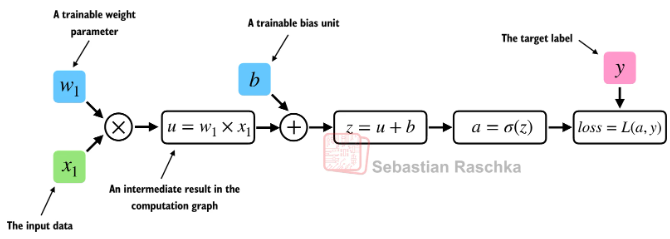 A trainable weight
parameter
A trainable bias unit
The target label
w₁
b
y
×
u = w₁ × x₁
+
z = u + b
a = σ(z)
loss = L(a, y)
x₁
Sebastian Raschka
An intermediate result in the
computation graph
The input data